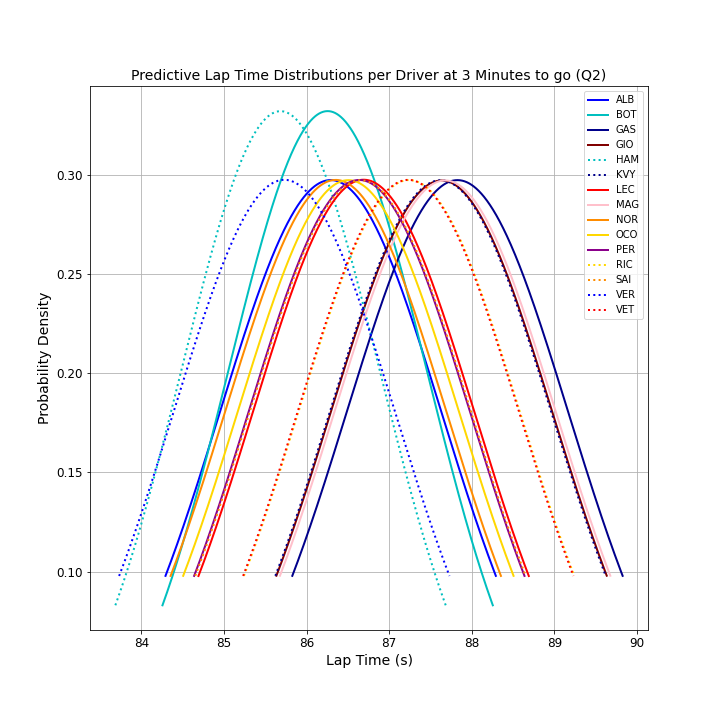 Predictive Lap Time Distributions per Driver at 3 Minutes to go (Q2)
ALB
BOT
GAS
GIO
HAM
KVY
LEC
MAG
NOR
OCO
PER
RIC
SAI
VER
VET
0.30
0.25
0.20
0.15
0.10
Probability Density
84 85 86 87 88 89 90
Lap Time (s)